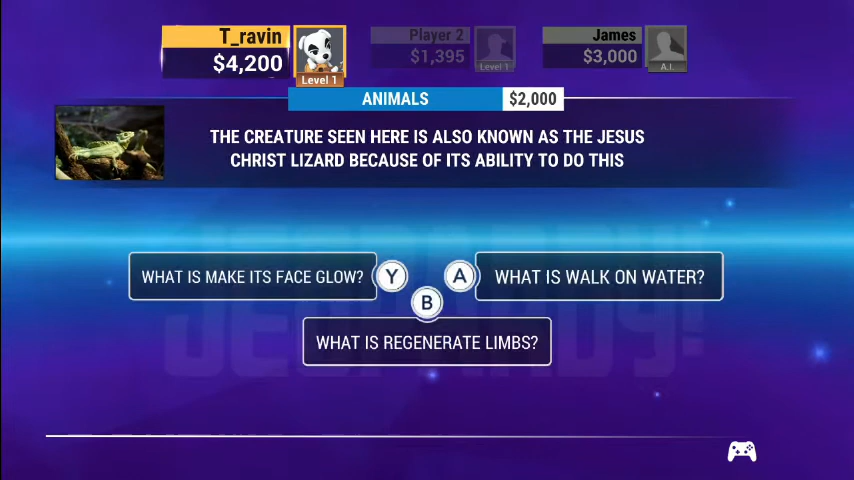 T_ravin
$4,200
Level 1
Player 2
$1,395
Level 1
James
$3,000
A.I.
ANIMALS
$2,000
THE CREATURE SEEN HERE IS ALSO KNOWN AS THE JESUS
CHRIST LIZARD BECAUSE OF ITS ABILITY TO DO THIS
WHAT IS MAKE ITS FACE GLOW?
Y
A
WHAT IS WALK ON WATER?
B
WHAT IS REGENERATE LIMBS?
JEOPARDY!